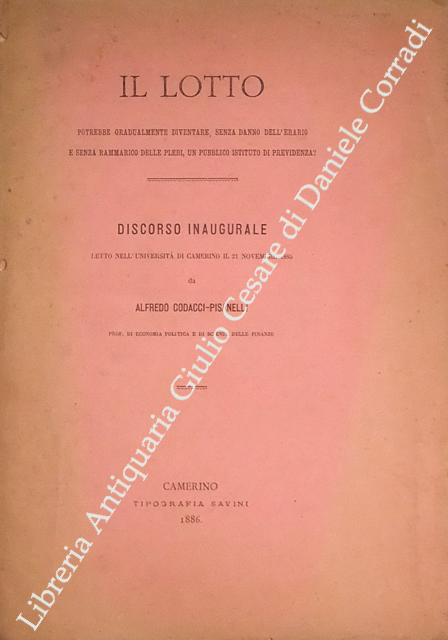 IL LOTTO
POTREBBE GRADUALMENTE DIVENTARE, SENZA DANNO DELL'ERARIO
E SENZA RAMMARICO DELLE PLEBI, UN PUBBLICO ISTITUTO DI PREVIDENZA?
DISCORSO INAUGURALE
LETTO NELL'UNIVERSITÀ DI CAMERINO IL 21 NOVEMBRE 1885
da
ALFREDO CODACCI-PISANELLI
PROF. DI ECONOMIA POLITICA E DI SCIENZA DELLE FINANZE
CAMERINO
TIPOGRAFIA SAVINI
1886.
Libreria Antiquaria Giulio Cesare di Daniele Corradi